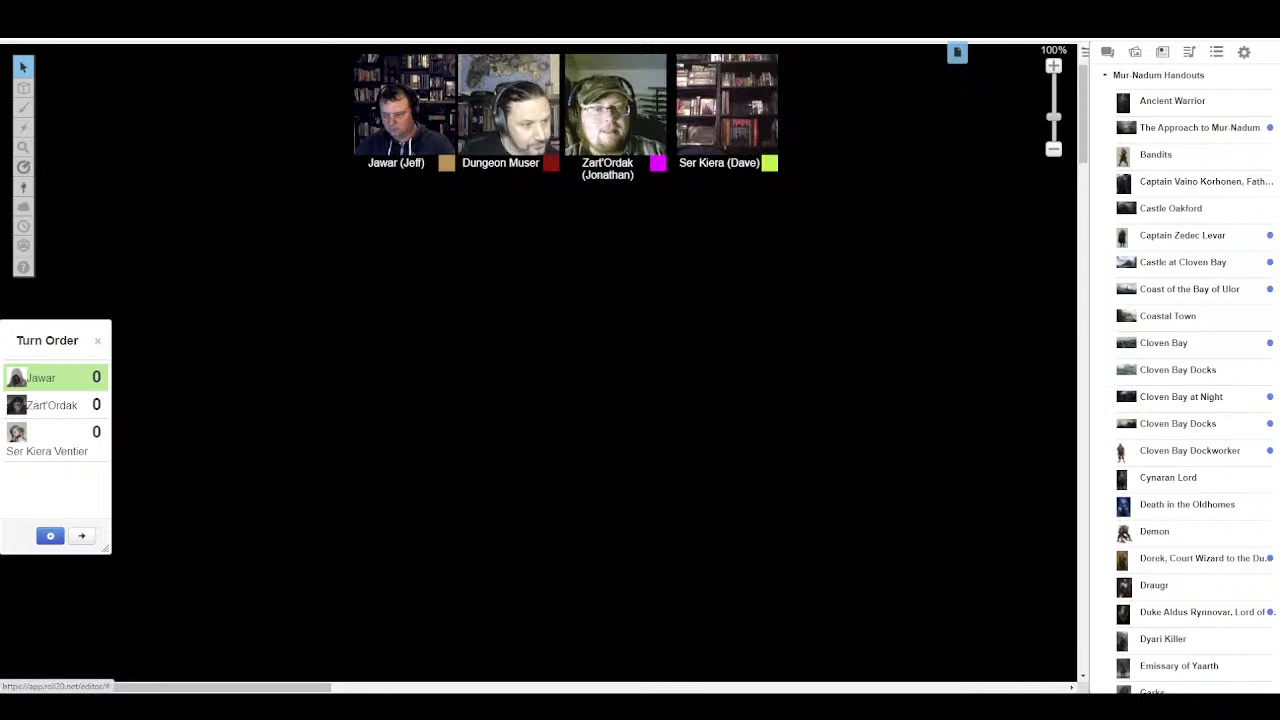 100%
Jawar (Jeff)
Dungeon Muser
Zart'Ordak
(Jonathan)
Ser Kiera (Dave)
Turn Order
×
Jawar 0
Zart'Ordak 0
0
Ser Kiera Ventier
https://app.roll20.net/editor/#
Mur-Nadum Handouts
Ancient Warrior
The Approach to Mur-Nadum
Bandits
Captain Vaino Korhonen, Fath...
Castle Oakford
Captain Zedec Levar
Castle at Cloven Bay
Coast of the Bay of Ulor
Coastal Town
Cloven Bay
Cloven Bay Docks
Cloven Bay at Night
Cloven Bay Docks
Cloven Bay Dockworker
Cynaran Lord
Death in the Oldhomes
Demon
Dorek, Court Wizard to the Du...
Draugr
Duke Aldus Rynnovar, Lord of ...
Dyari Killer
Emissary of Yaarth
Garks